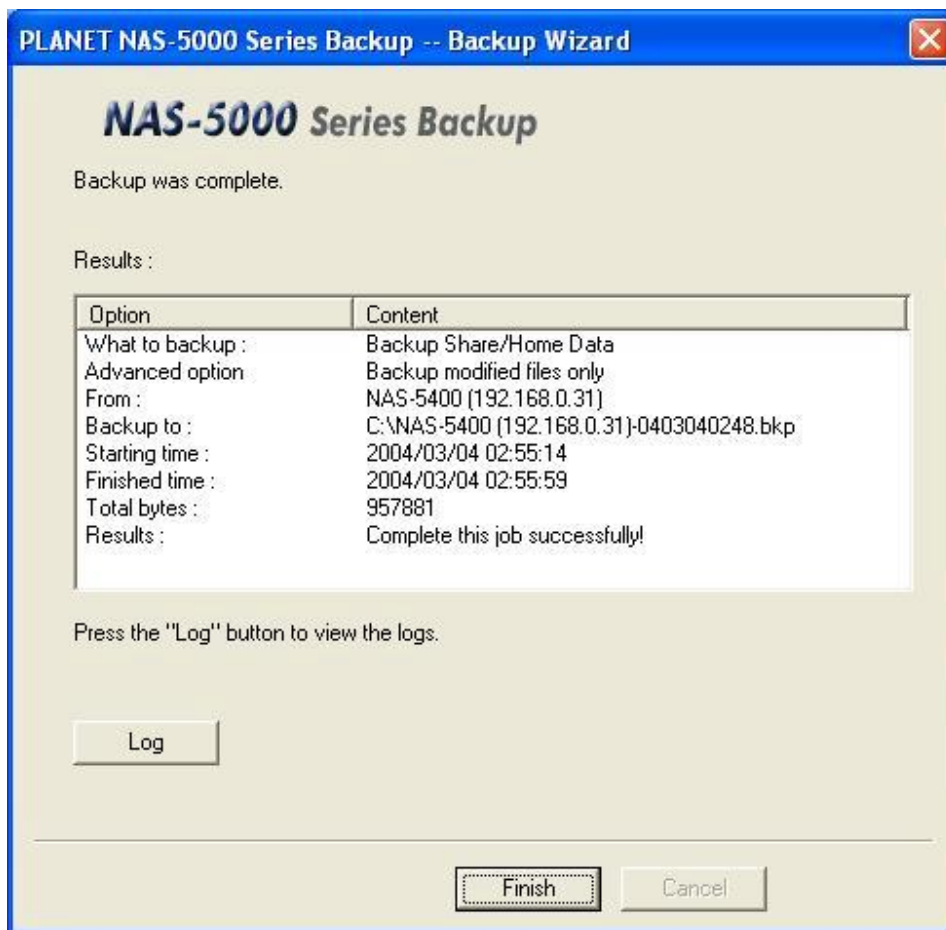 PLANET NAS-5000 Series Backup -- Backup Wizard
NAS-5000 Series Backup
Backup was complete.
Results :
Option Content
What to backup : Backup Share/Home Data
Advanced option Backup modified files only
From : NAS-5400 (192.168.0.31)
Backup to : C:\NAS-5400 (192.168.0.31)-0403040248.bkp
Starting time : 2004/03/04 02:55:14
Finished time : 2004/03/04 02:55:59
Total bytes : 957881
Results : Complete this job successfully!
Press the "Log" button to view the logs.
Log
Finish Cancel